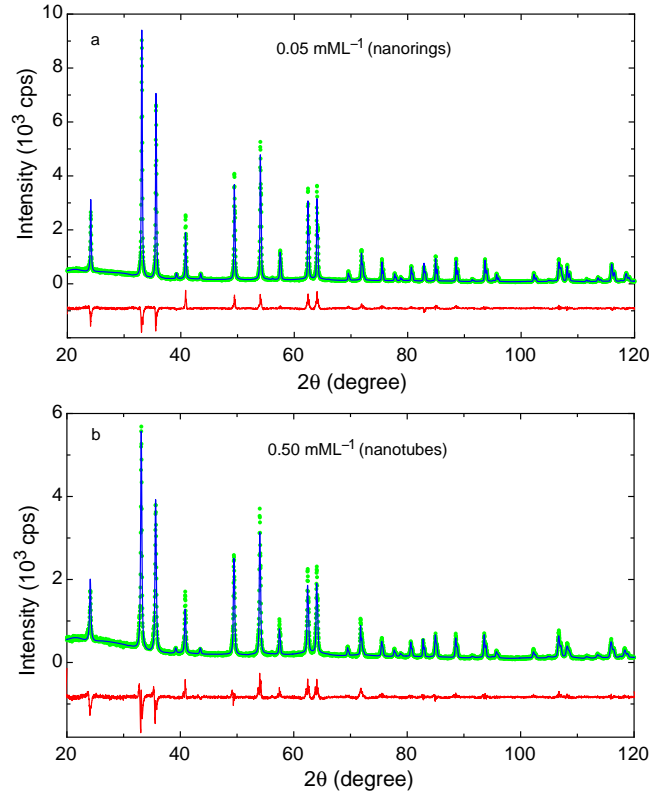 a
0.05 mML⁻¹ (nanorings)
Intensity (10³ cps)
10
8
6
4
2
0
20 40 60 80 100 120
2θ (degree)
b
0.50 mML⁻¹ (nanotubes)
Intensity (10³ cps)
6
4
2
0
20 40 60 80 100 120
2θ (degree)